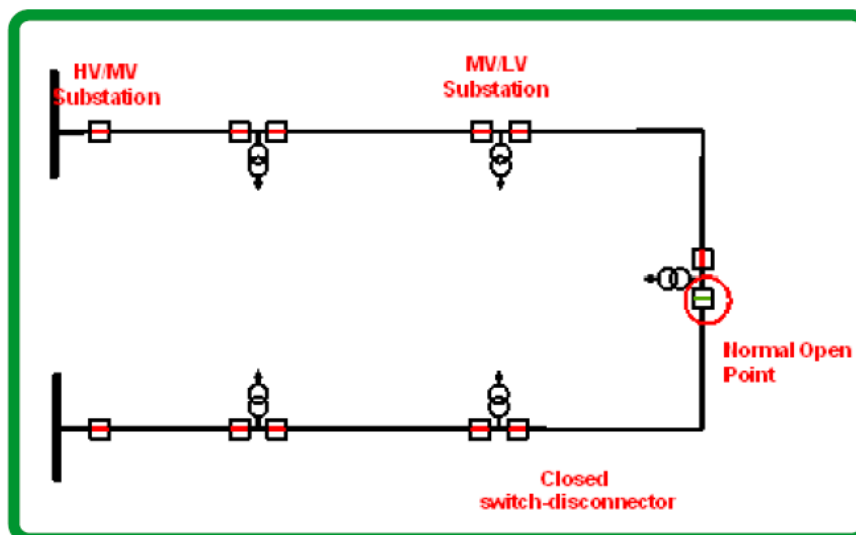 HV/MV
Substation
MV/LV
Substation
Normal Open
Point
Closed
switch-disconnector